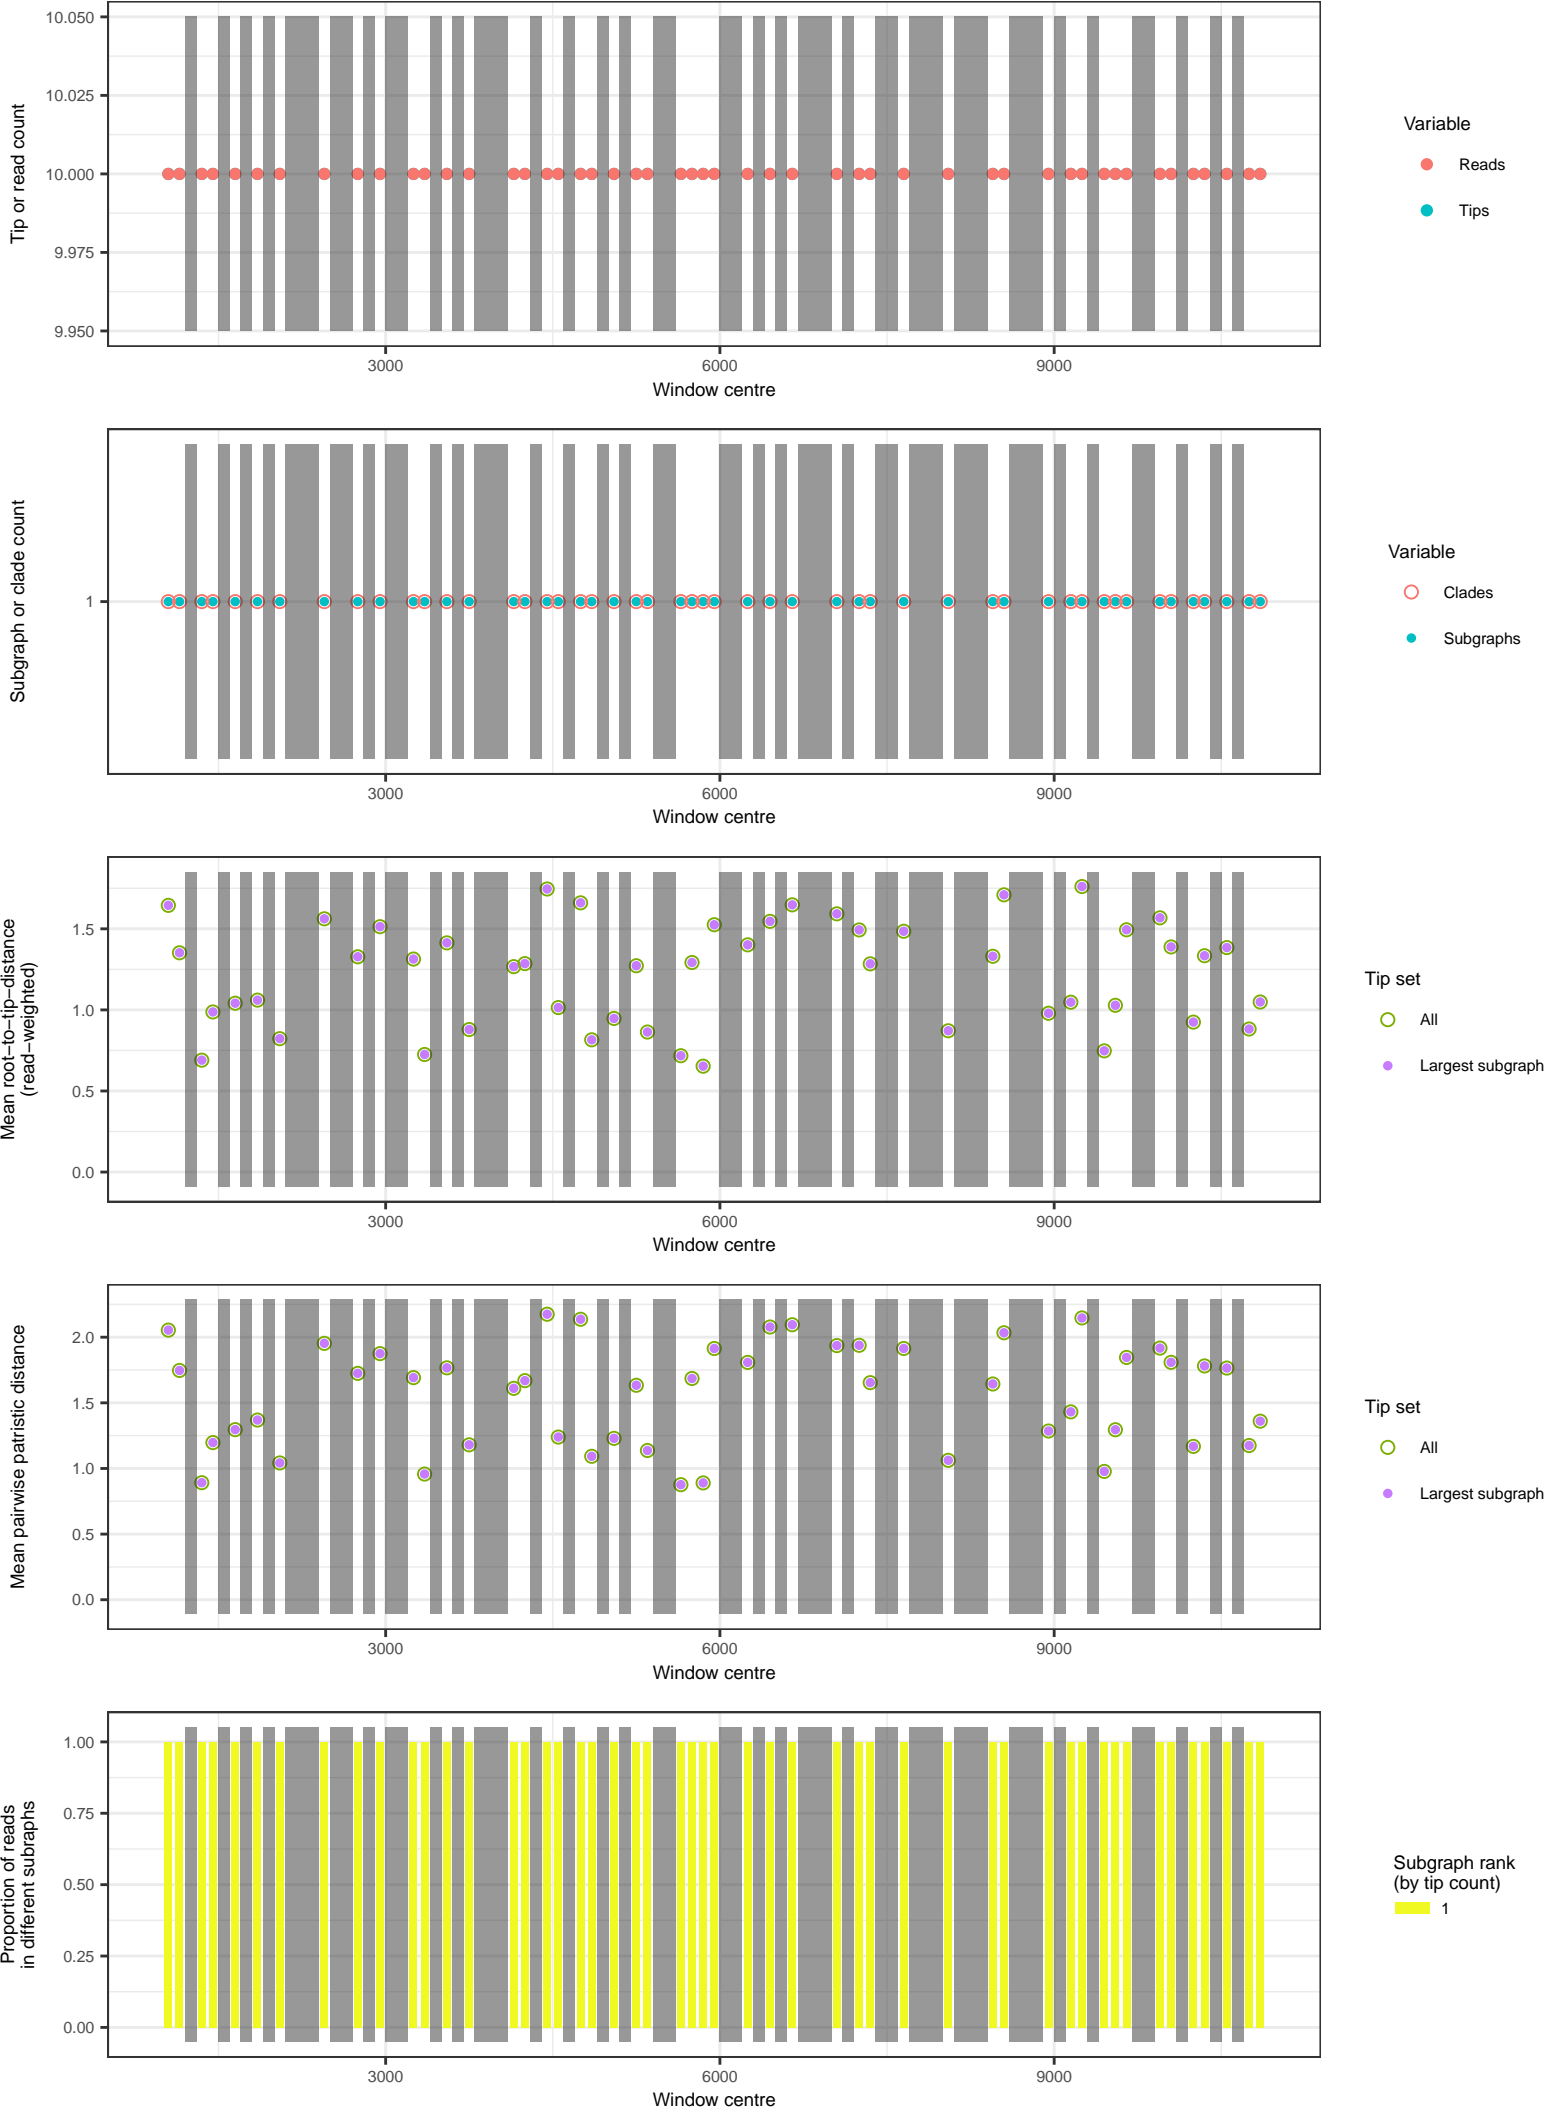 10.050
10.025
10.000
9.975
9.950
Tip or read count
3000
6000
9000
Window centre
Variable
Reads
Tips
1
Subgraph or clade count
3000
6000
9000
Window centre
Variable
Clades
Subgraphs
1.5
1.0
0.5
0.0
Mean root−to−tip−distance
(read−weighted)
3000
6000
9000
Window centre
Tip set
All
Largest subgraph
2.0
1.5
1.0
0.5
0.0
Mean pairwise patristic distance
3000
6000
9000
Window centre
Tip set
All
Largest subgraph
1.00
0.75
0.50
0.25
0.00
Proportion of reads
in different subraphs
3000
6000
9000
Window centre
Subgraph rank
(by tip count)
1